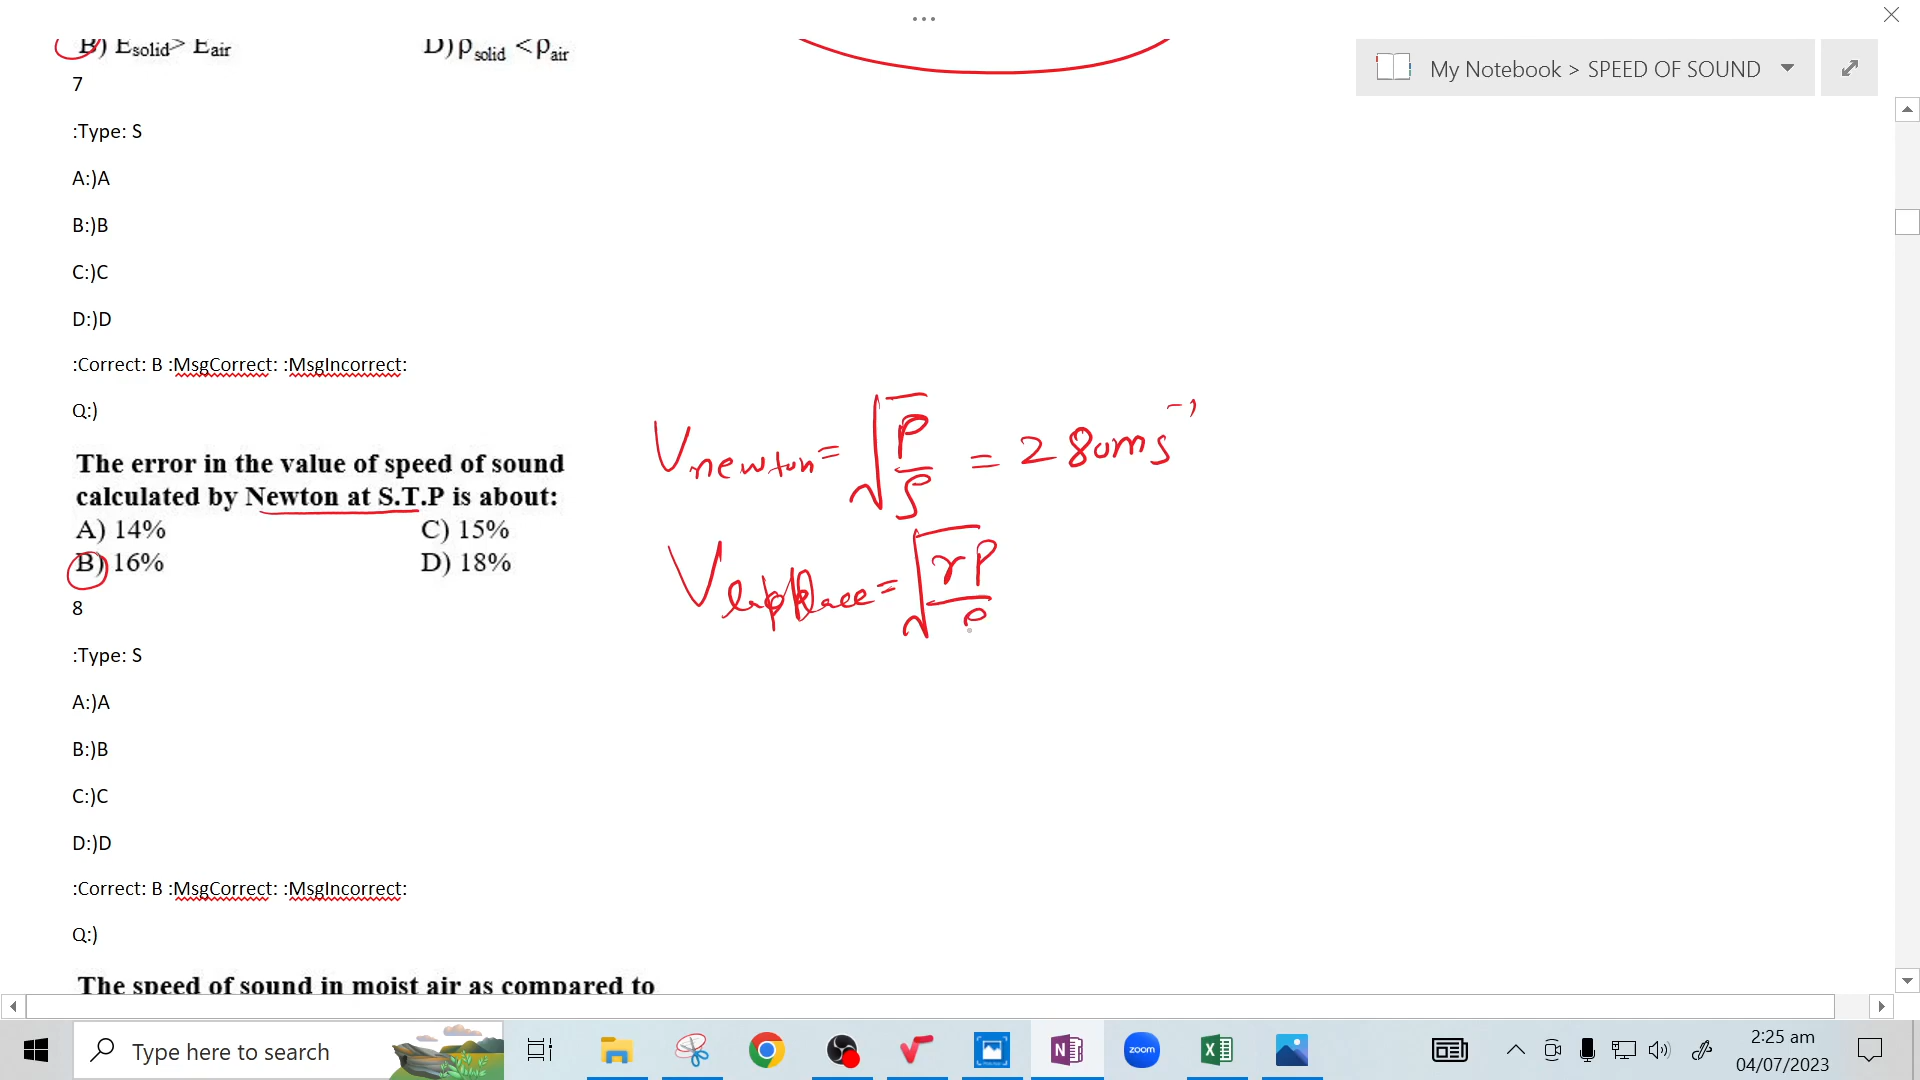 B) Esolid> Eair D) ρsolid <ρair
My Notebook > SPEED OF SOUND
7
:Type: S
A:)A
B:)B
C:)C
D:)D
:Correct: B :MsgCorrect: :MsgIncorrect:
Q:)
The error in the value of speed of sound
calculated by Newton at S.T.P is about:
A) 14% C) 15%
B) 16% D) 18%
Vnewton = √(P/ρ) = 280ms⁻¹
Vlaplace = √(γP/ρ)
8
:Type: S
A:)A
B:)B
C:)C
D:)D
:Correct: B :MsgCorrect: :MsgIncorrect:
Q:)
The speed of sound in moist air as compared to
Type here to search
zoom
2:25 am
04/07/2023